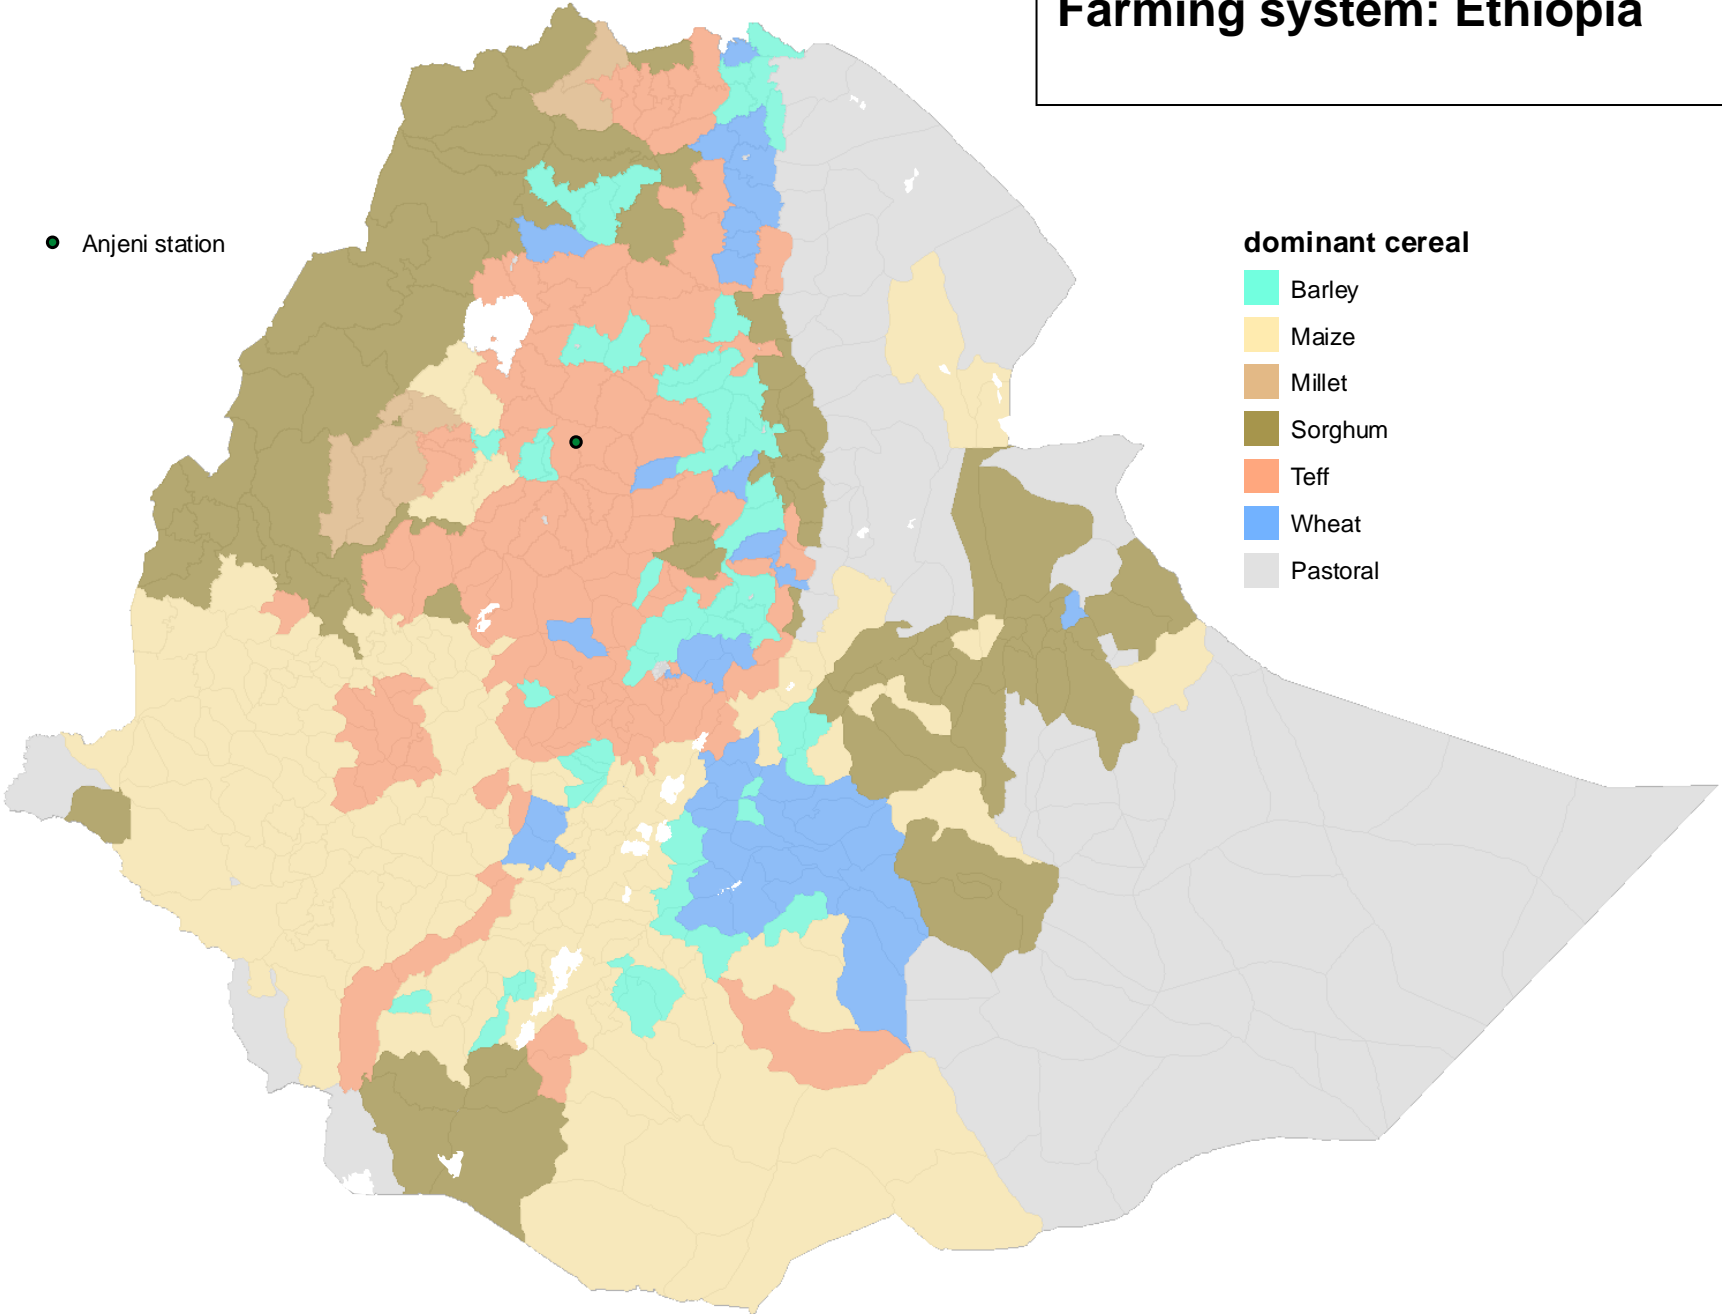 Farming system: Ethiopia
Anjeni station
dominant cereal
Barley
Maize
Millet
Sorghum
Teff
Wheat
Pastoral